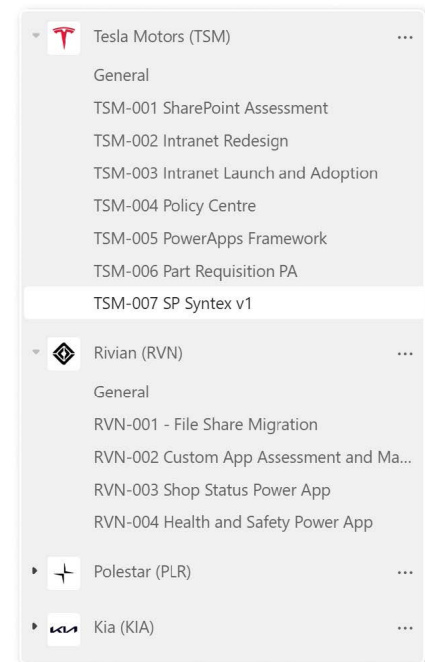 Tesla Motors (TSM) ...
General
TSM-001 SharePoint Assessment
TSM-002 Intranet Redesign
TSM-003 Intranet Launch and Adoption
TSM-004 Policy Centre
TSM-005 PowerApps Framework
TSM-006 Part Requisition PA
TSM-007 SP Syntex v1
Rivian (RVN) ...
General
RVN-001 - File Share Migration
RVN-002 Custom App Assessment and Ma...
RVN-003 Shop Status Power App
RVN-004 Health and Safety Power App
Polestar (PLR) ...
KIA Kia (KIA) ...